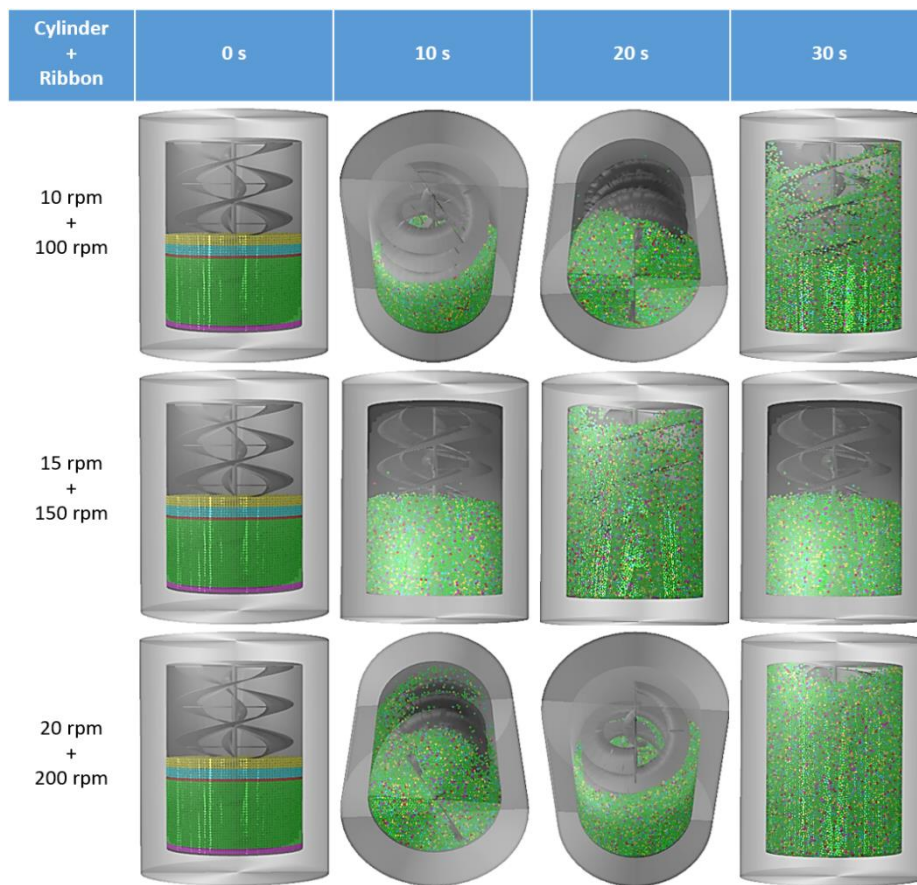 Cylinder
+
Ribbon
0 s
10 s
20 s
30 s
10 rpm
+
100 rpm
15 rpm
+
150 rpm
20 rpm
+
200 rpm